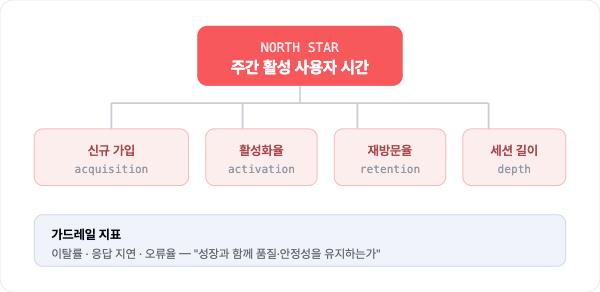 NORTH STAR
주간 활성 사용자 시간
신규 가입
acquisition
활성화율
activation
재방문율
retention
세션 길이
depth
가드레일 지표
이탈률 · 응답 지연 · 오류율 — "성장과 함께 품질·안정성을 유지하는가"